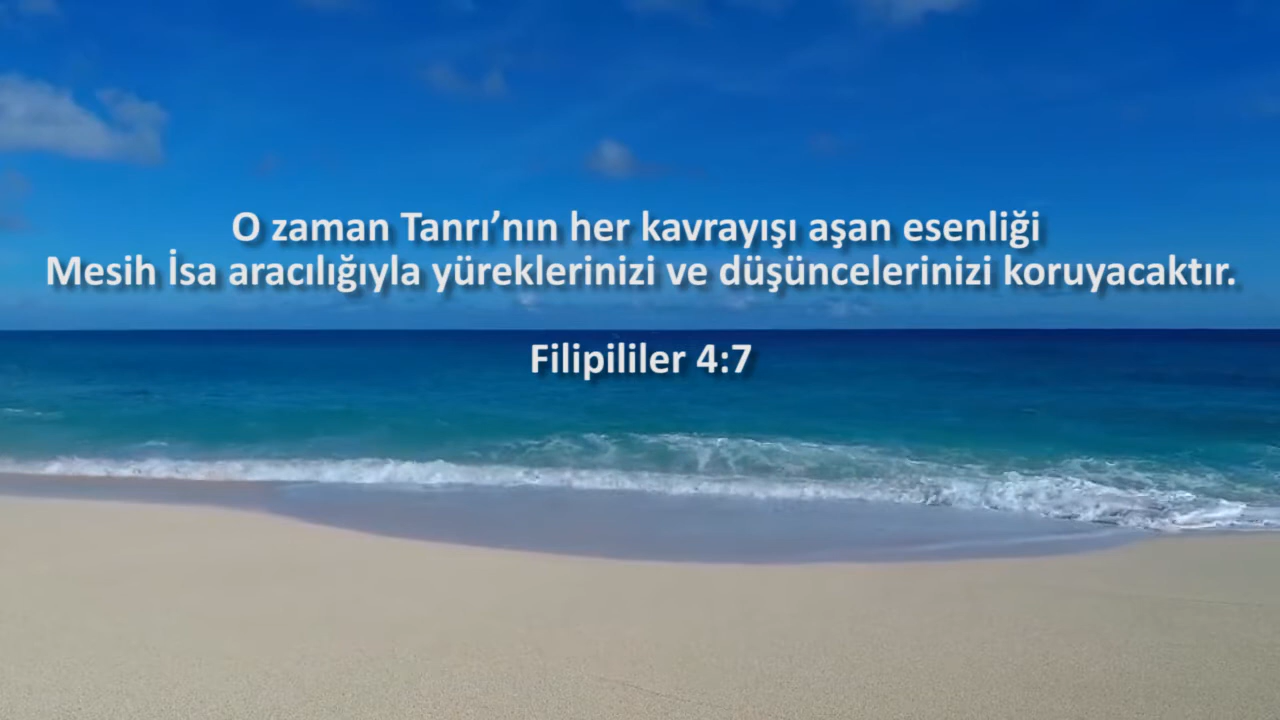 O zaman Tanrı’nın her kavrayışı aşan esenliği
Mesih İsa aracılığıyla yüreklerinizi ve düşüncelerinizi koruyacaktır.
Filipililer 4:7